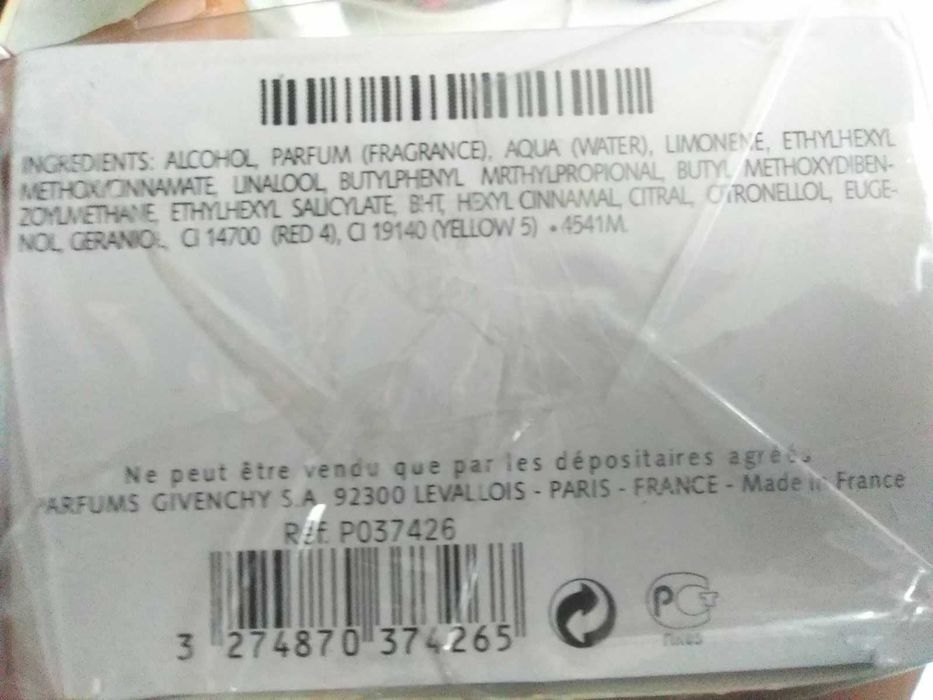 INGREDIENTS: ALCOHOL, PARFUM (FRAGRANCE), AQUA (WATER), LIMONENE, ETHYLHEXYL
METHOXYCINNAMATE, LINALOOL, BUTYLPHENYL MRTHYLPROPIONAL, BUTYL METHOXYDIBEN-
ZOYLMETHANE, ETHYLHEXYL SALICYLATE, BHT, HEXYL CINNAMAL, CITRAL, CITRONELLOL, EUGE-
NOL, GERANIOL, CI 14700 (RED 4), CI 19140 (YELLOW 5) • 4541M.
Ne peut être vendu que par les dépositaires agréés
PARFUMS GIVENCHY S.A. 92300 LEVALLOIS - PARIS - FRANCE - Made in France
Réf. P037426
3 274870 374265
РСТ